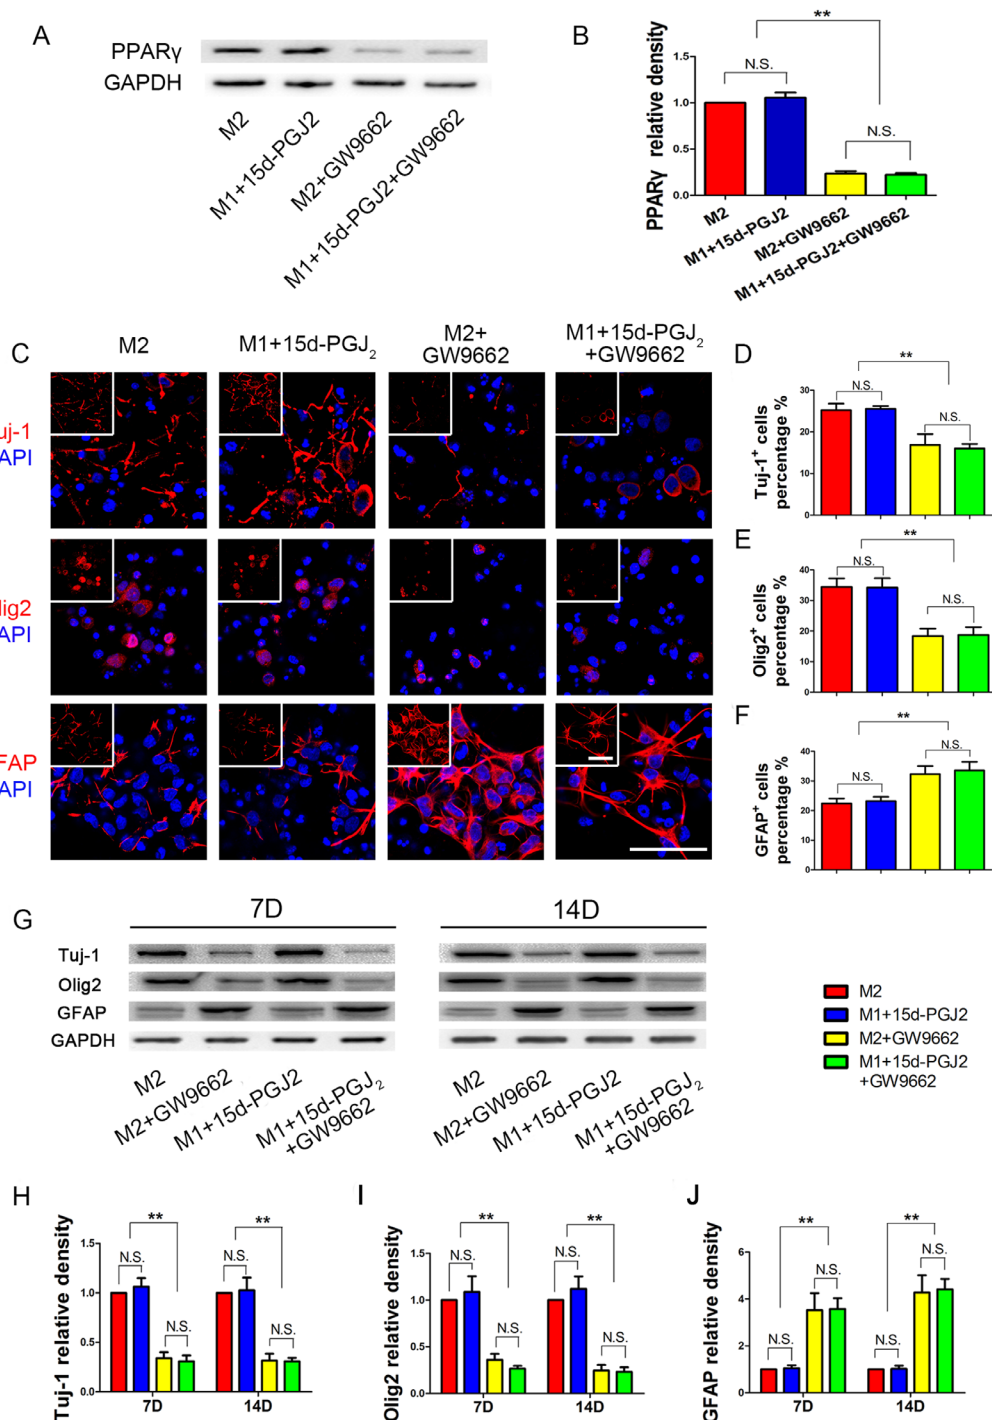 A
PPARγ
GAPDH
M2
M1+15d-PGJ2
M2+GW9662
M1+15d-PGJ2+GW9662
B
PPARγ relative density
1.5
1.0
0.5
0.0
**
N.S.
N.S.
M2
M1+15d-PGJ2
M2+GW9662
M1+15d-PGJ2+GW9662
C
M2
M1+15d-PGJ2
M2+
GW9662
M1+15d-PGJ2
+GW9662
uj-1
API
lig2
API
FAP
API
D
Tuj-1+ cells
percentage %
30
20
10
0
**
N.S.
N.S.
E
Olig2+ cells
percentage %
40
30
20
10
0
**
N.S.
N.S.
F
GFAP+ cells
percentage %
40
30
20
10
0
**
N.S.
N.S.
G
7D
14D
Tuj-1
Olig2
GFAP
GAPDH
M2
M2+GW9662
M1+15d-PGJ2
M1+15d-PGJ2
+GW9662
M2
M2+GW9662
M1+15d-PGJ2
M1+15d-PGJ2
+GW9662
M2
M1+15d-PGJ2
M2+GW9662
M1+15d-PGJ2
+GW9662
H
Tuj-1 relative density
1.5
1.0
0.5
0.0
**
N.S.
N.S.
**
N.S.
N.S.
7D
14D
I
Olig2 relative density
1.5
1.0
0.5
0.0
**
N.S.
N.S.
**
N.S.
N.S.
7D
14D
J
GFAP relative density
6
4
2
0
**
N.S.
N.S.
**
N.S.
N.S.
7D
14D